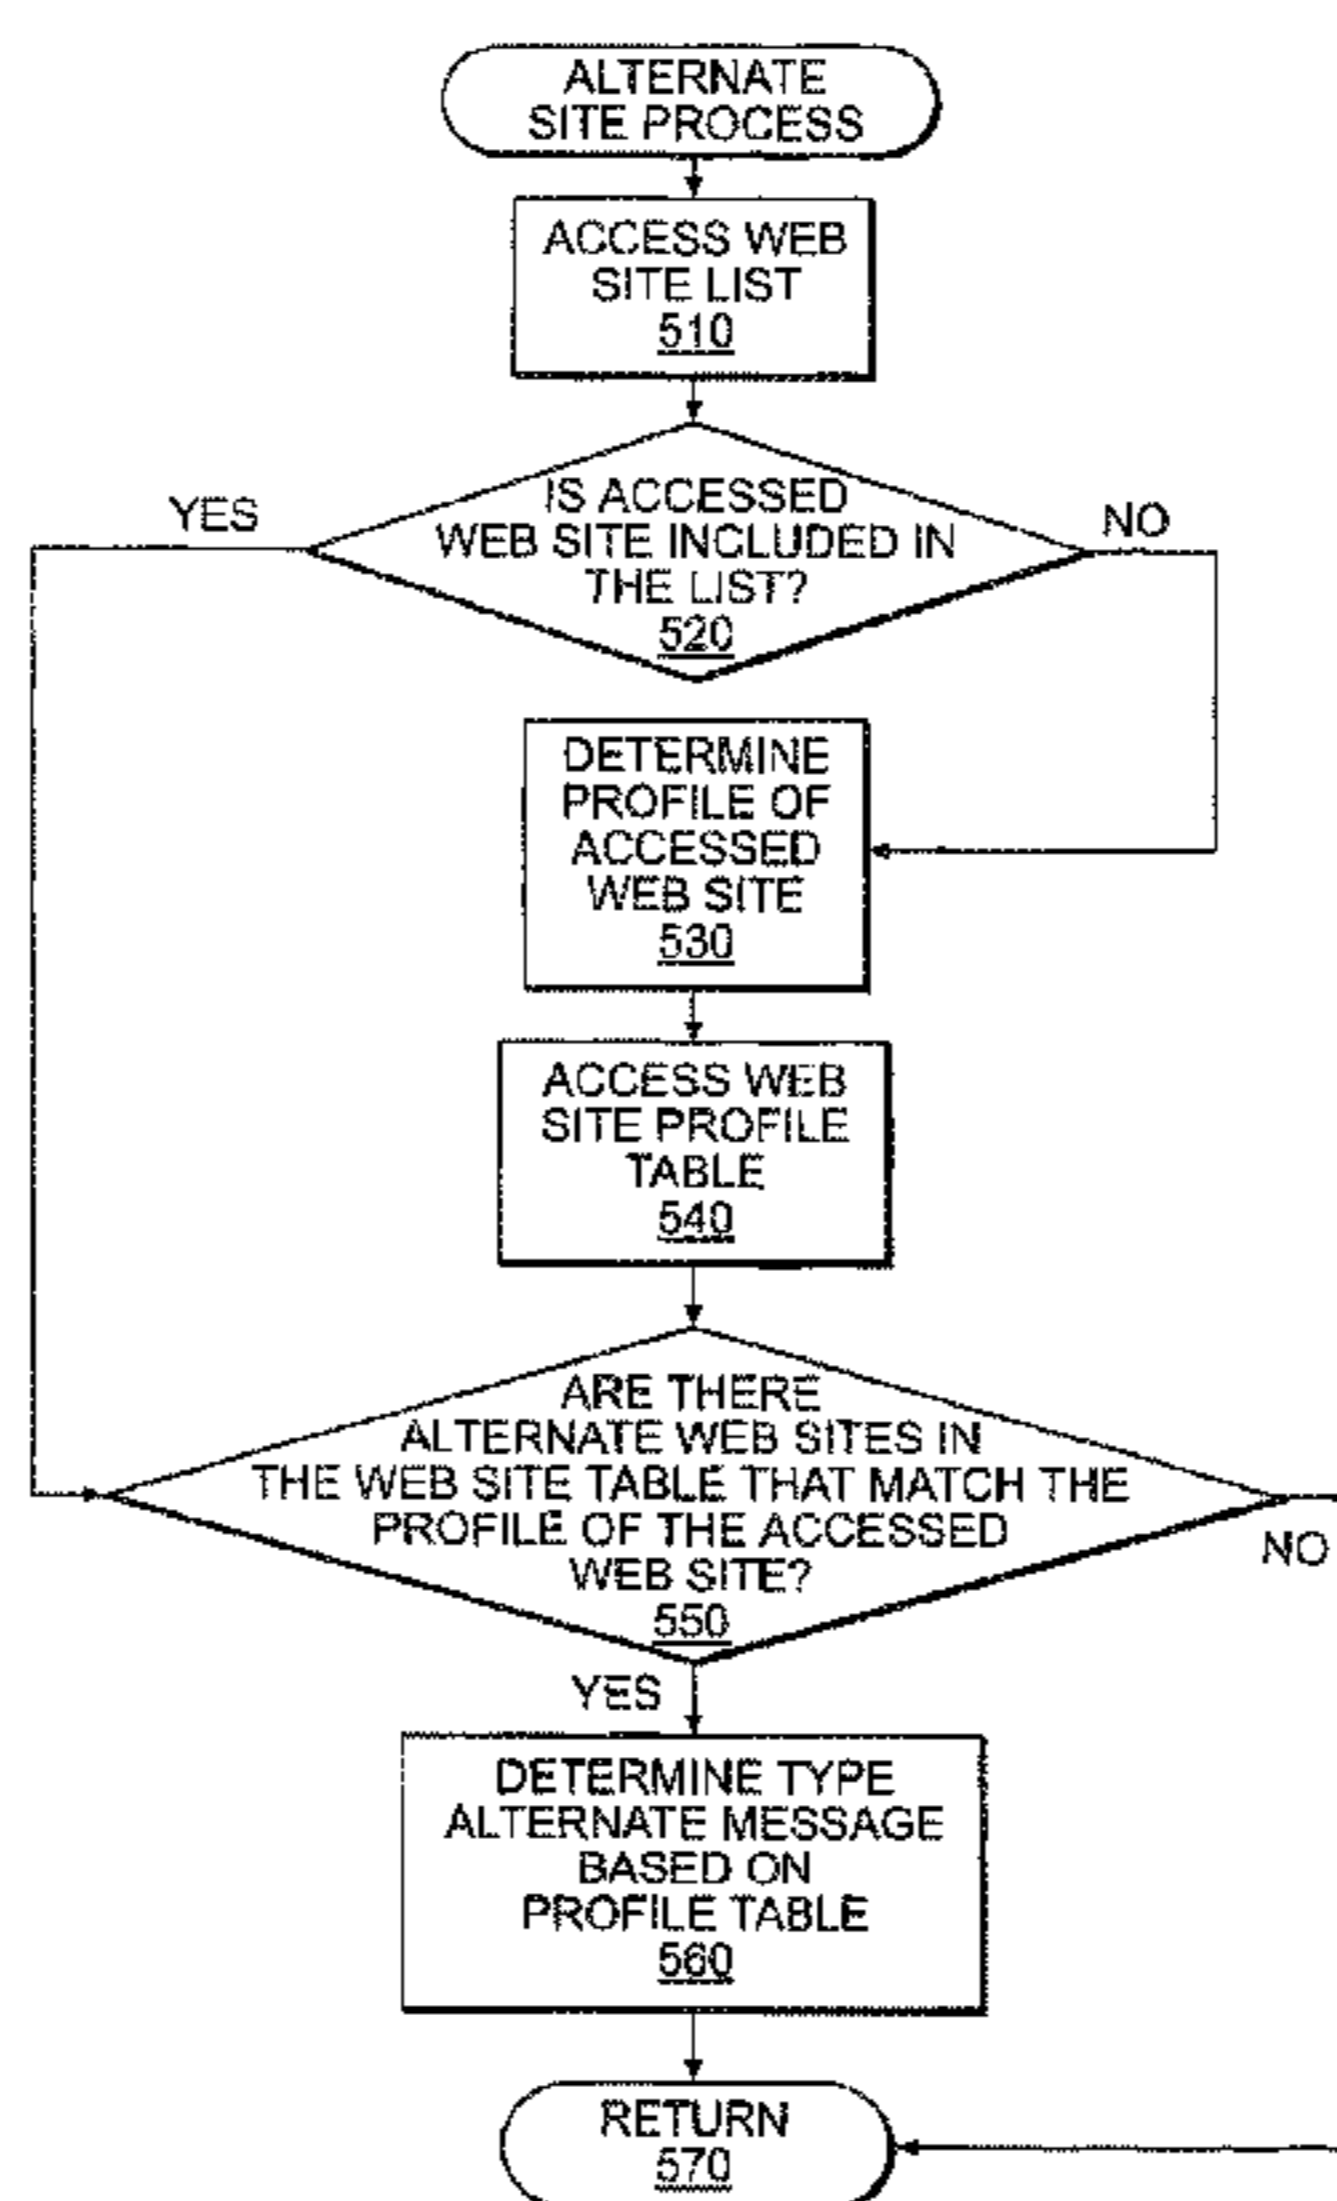 ALTERNATE
SITE PROCESS
ACCESS WEB
SITE LIST
510
YES
NO
IS ACCESSED
WEB SITE INCLUDED IN
THE LIST?
520
DETERMINE
PROFILE OF
ACCESSED
WEB SITE
530
ACCESS WEB
SITE PROFILE
TABLE
540
ARE THERE
ALTERNATE WEB SITES IN
THE WEB SITE TABLE THAT MATCH THE
PROFILE OF THE ACCESSED
WEB SITE?
550
NO
YES
DETERMINE TYPE
ALTERNATE MESSAGE
BASED ON
PROFILE TABLE
560
RETURN
570